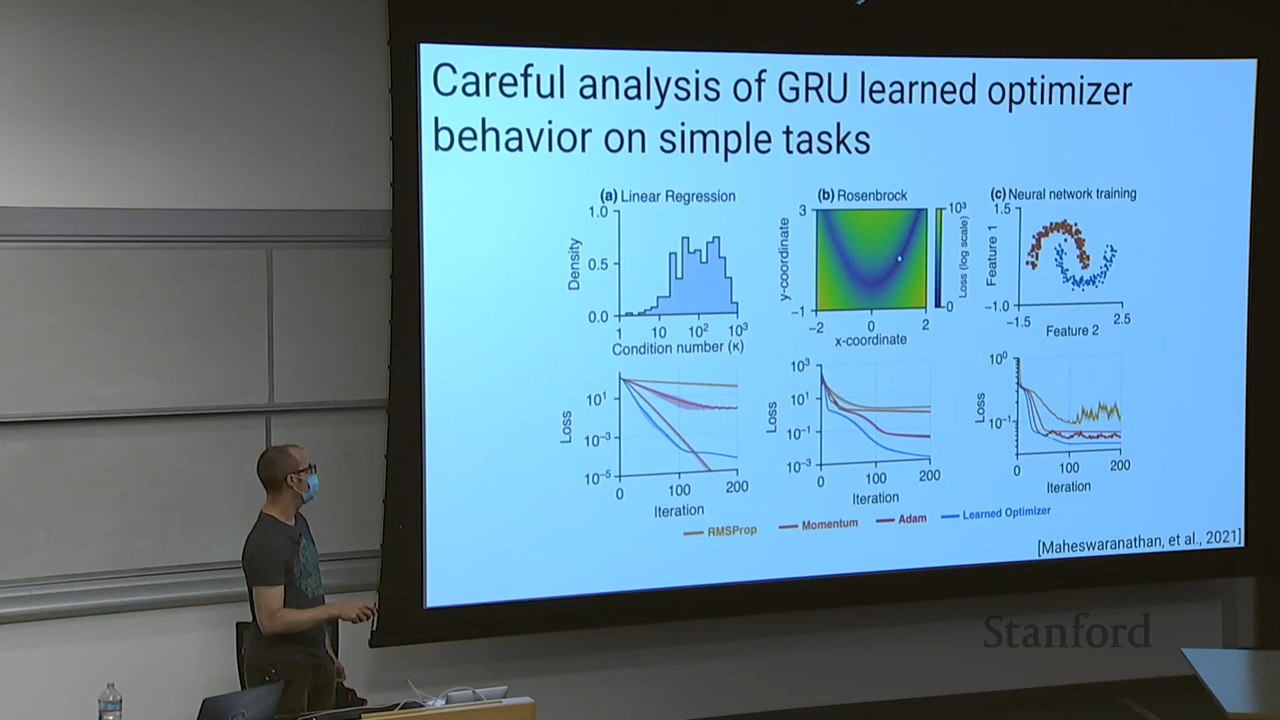 Careful analysis of GRU learned optimizer
behavior on simple tasks
(a) Linear Regression
1.0
0.5
0.0
Density
1 10 10² 10³
Condition number (κ)
(b) Rosenbrock
3
−1
y-coordinate
−2 0 2
x-coordinate
10³
0
Loss (log scale)
(c) Neural network training
1.5
−1.0
Feature 1
−1.5 2.5
Feature 2
10¹
10⁻³
10⁻⁵
Loss
0 100 200
Iteration
10³
10¹
10⁻¹
10⁻³
Loss
0 100 200
Iteration
10⁰
10⁻¹
Loss
0 100 200
Iteration
RMSProp Momentum Adam Learned Optimizer
[Maheswaranathan, et al., 2021]
Stanford